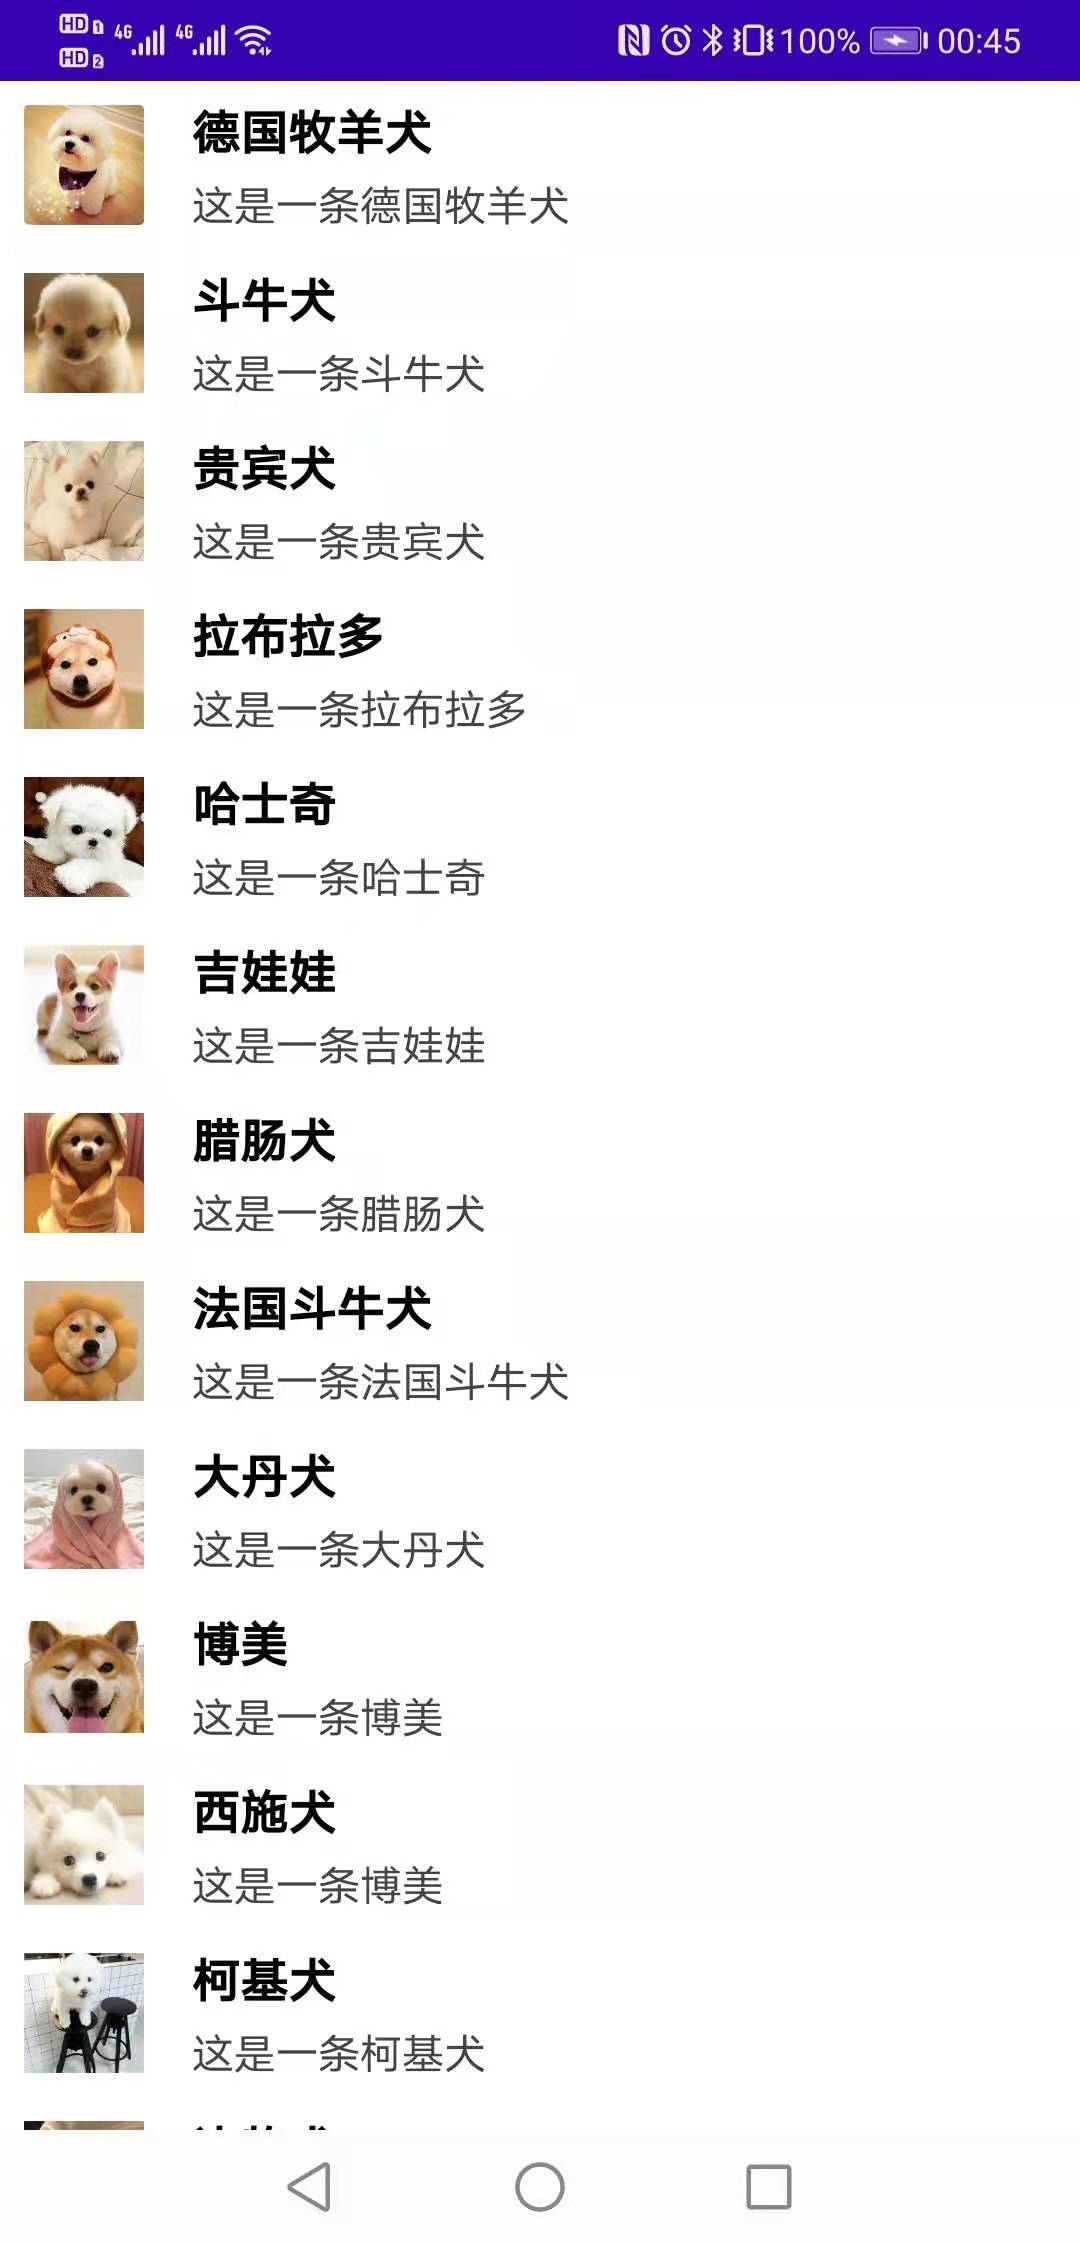 HD 1 4G 4G 100% 00:45
HD 2
德国牧羊犬
这是一条德国牧羊犬
斗牛犬
这是一条斗牛犬
贵宾犬
这是一条贵宾犬
拉布拉多
这是一条拉布拉多
哈士奇
这是一条哈士奇
吉娃娃
这是一条吉娃娃
腊肠犬
这是一条腊肠犬
法国斗牛犬
这是一条法国斗牛犬
大丹犬
这是一条大丹犬
博美
这是一条博美
西施犬
这是一条博美
柯基犬
这是一条柯基犬